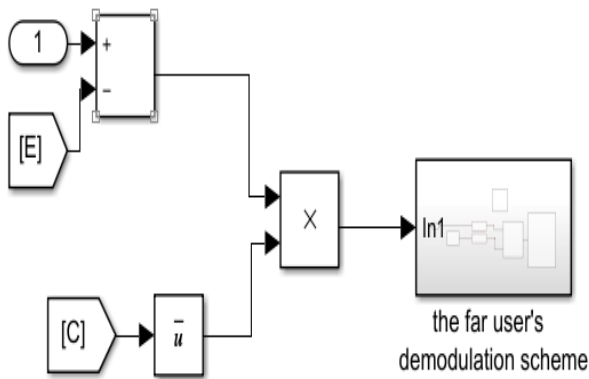 1
+
−
[E]
×
In1
[C]
u
the far user's
demodulation scheme